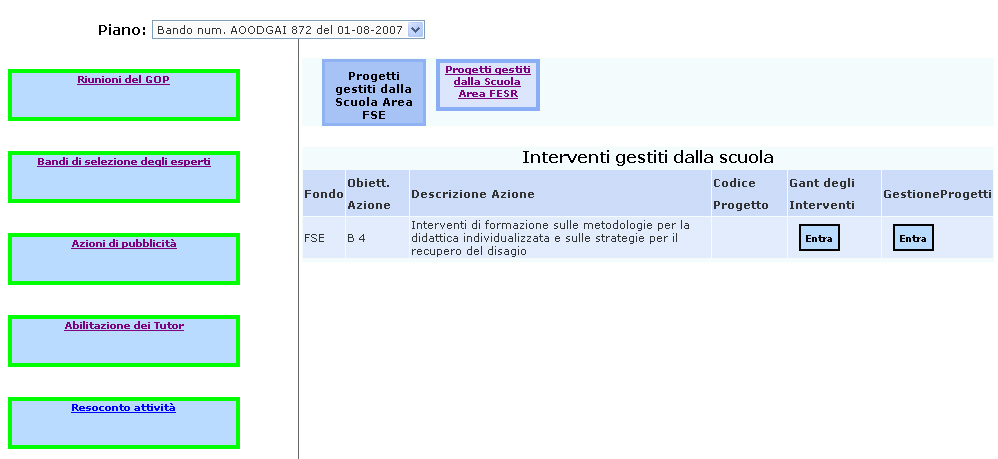 Piano: Bando num. AOODGAI 872 del 01-08-2007
Riunioni del GOP
Bandi di selezione degli esperti
Azioni di pubblicità
Abilitazione dei Tutor
Resoconto attività
Progetti
gestiti dalla
Scuola Area
FSE
Progetti gestiti
dalla Scuola
Area FESR
Interventi gestiti dalla scuola
Fondo
Obiett.
Azione
Descrizione Azione
Codice
Progetto
Gant degli
Interventi
GestioneProgetti
FSE
B 4
Interventi di formazione sulle metodologie per la
didattica individualizzata e sulle strategie per il
recupero del disagio
Entra
Entra